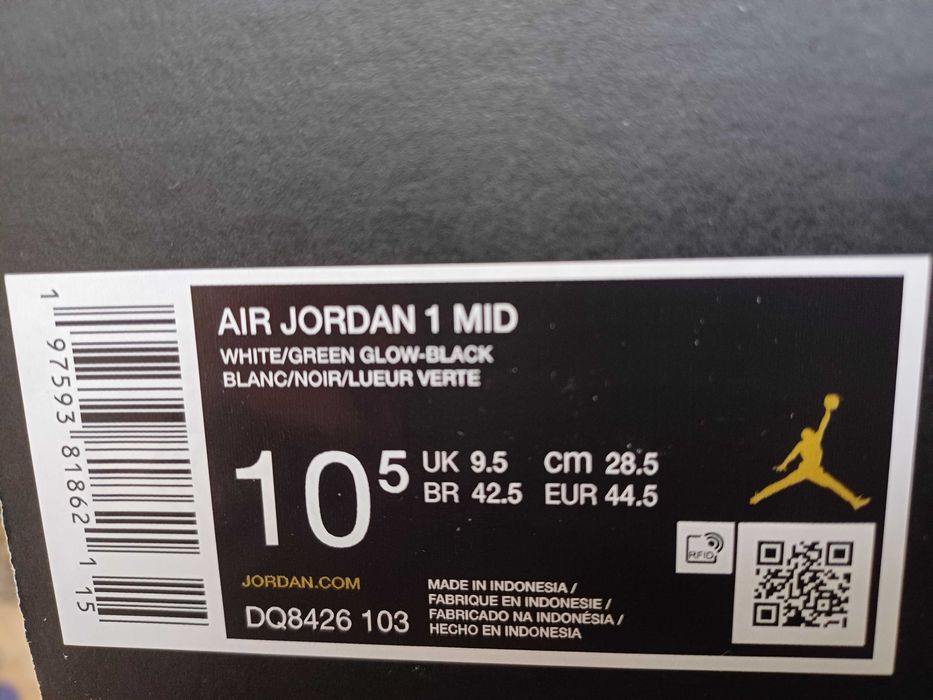 AIR JORDAN 1 MID
WHITE/GREEN GLOW-BLACK
BLANC/NOIR/LUEUR VERTE
10 5
UK 9.5 cm 28.5
BR 42.5 EUR 44.5
RFID
JORDAN.COM
DQ8426 103
MADE IN INDONESIA /
FABRIQUE EN INDONESIE /
FABRICADO NA INDONÉSIA /
HECHO EN INDONESIA
1 97593 81862 1 15